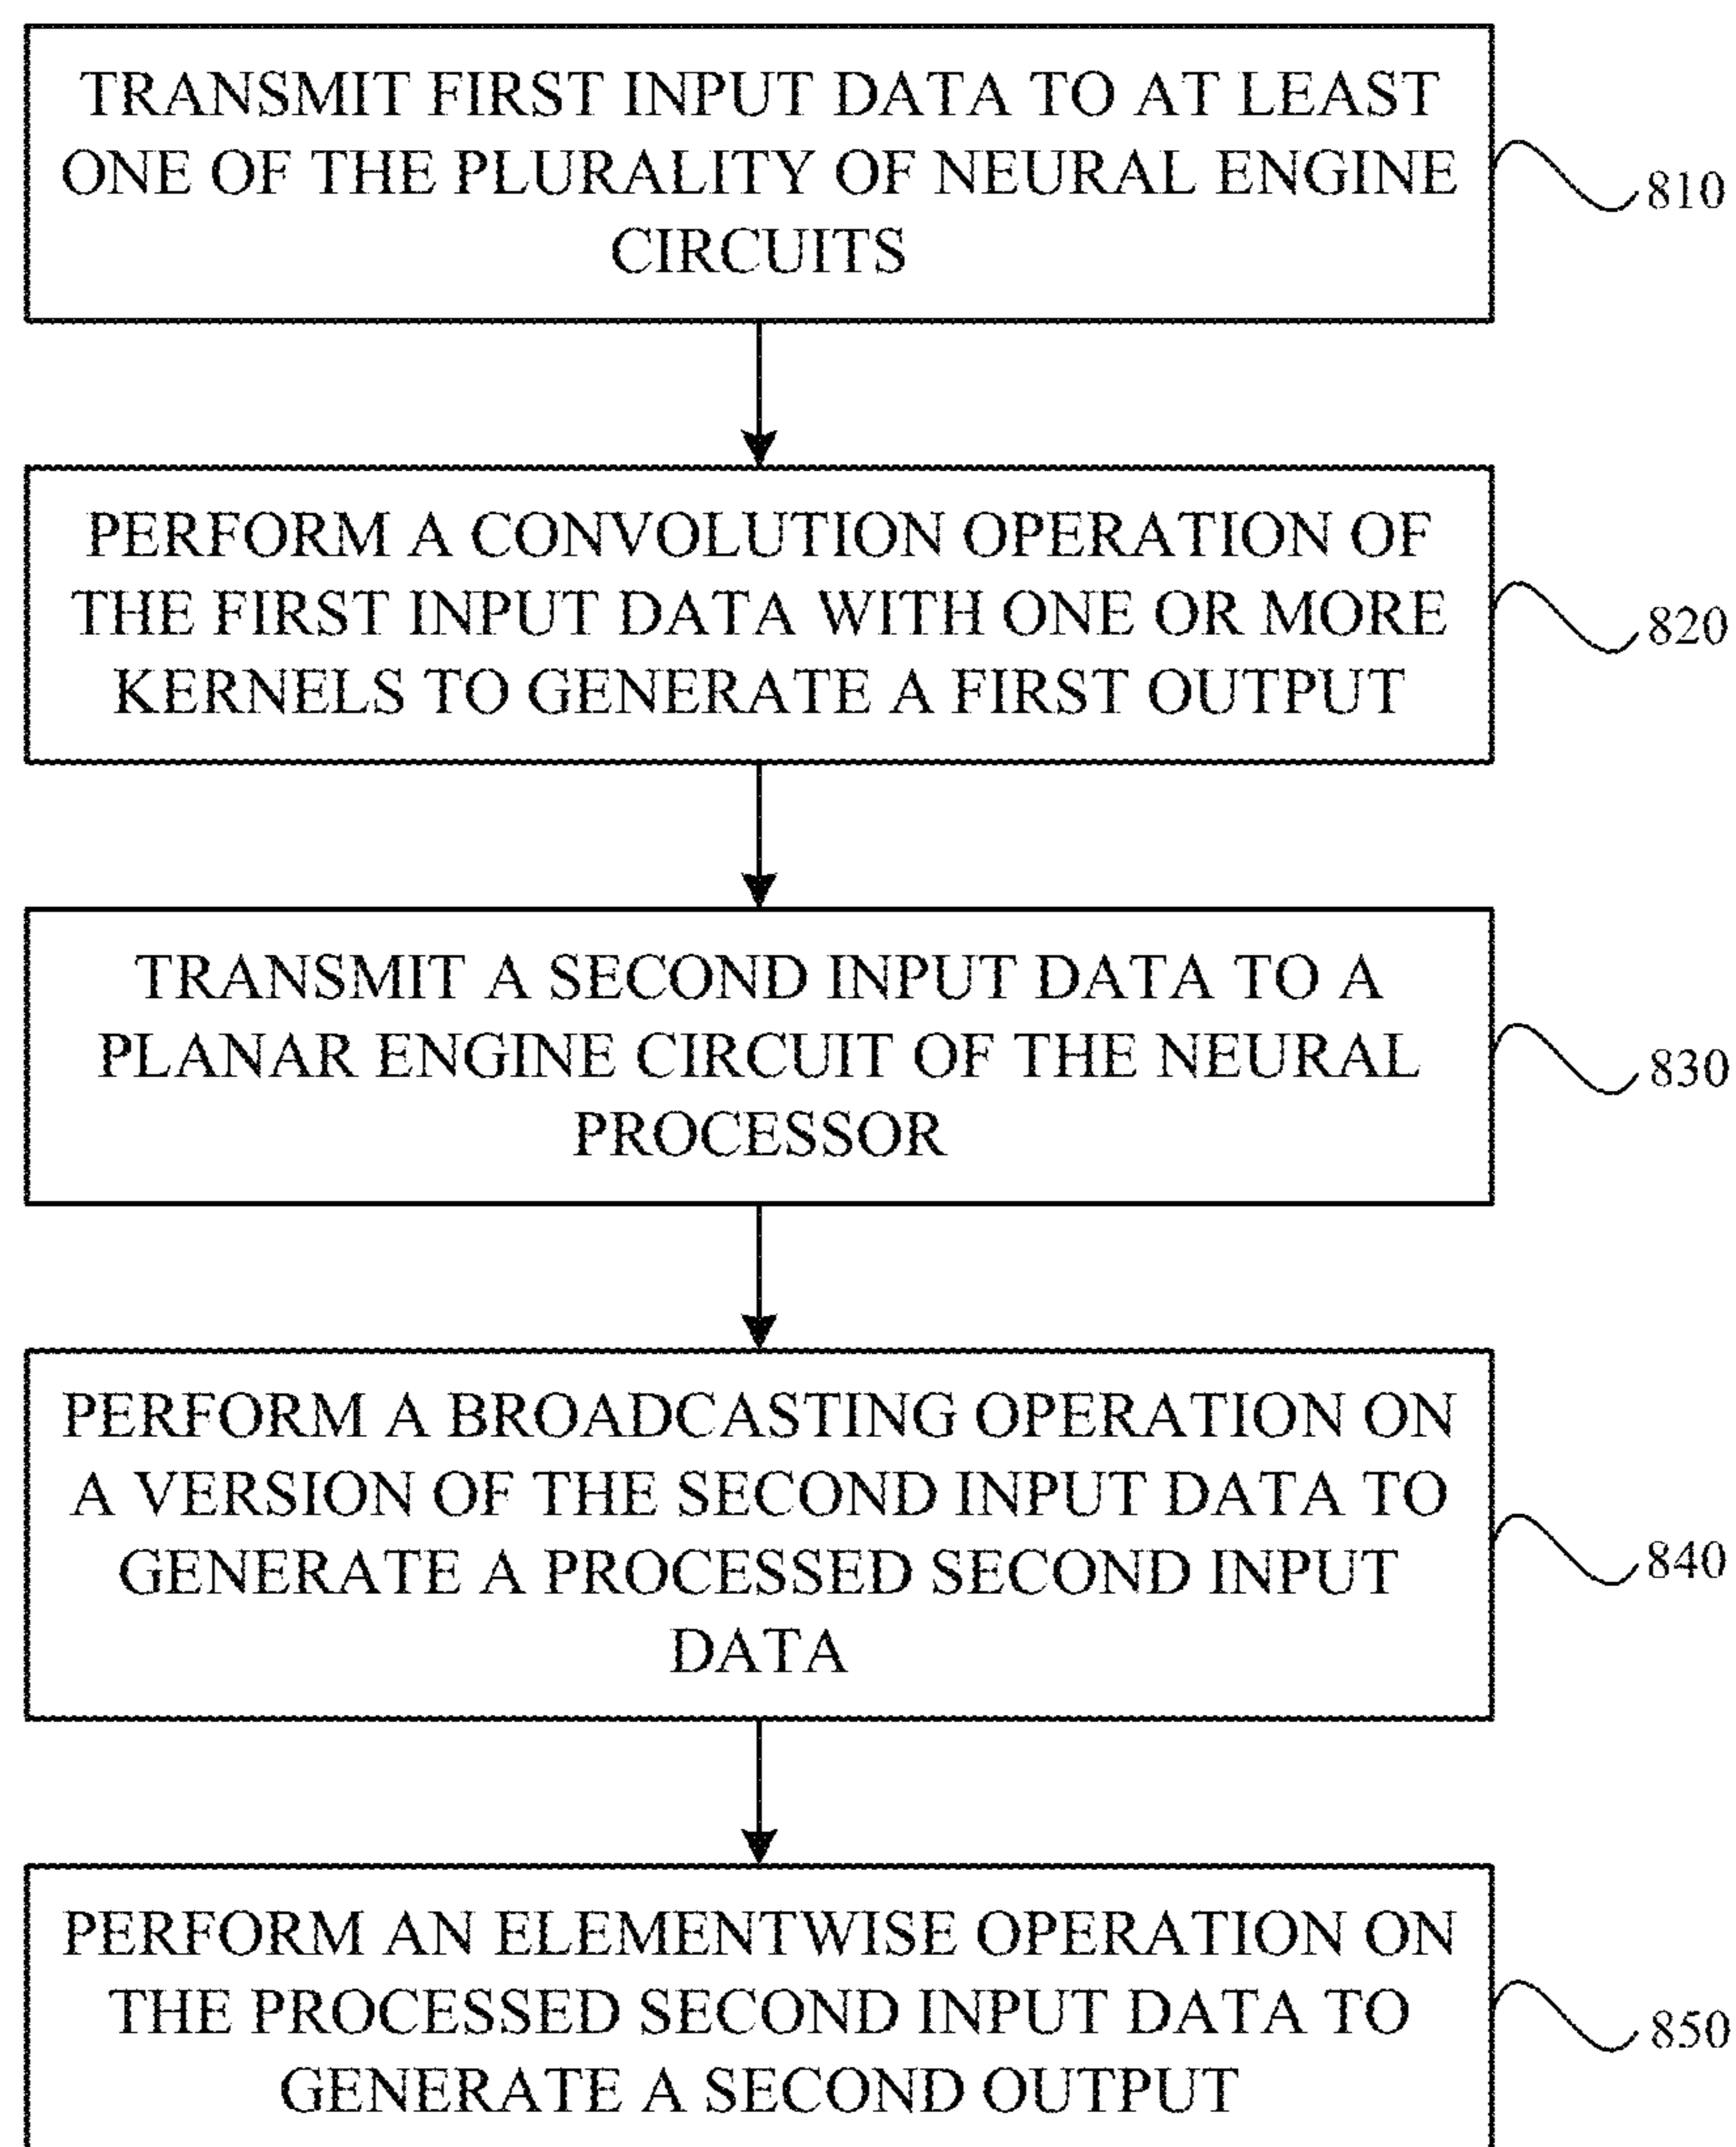 TRANSMIT FIRST INPUT DATA TO AT LEAST
ONE OF THE PLURALITY OF NEURAL ENGINE
CIRCUITS
810
PERFORM A CONVOLUTION OPERATION OF
THE FIRST INPUT DATA WITH ONE OR MORE
KERNELS TO GENERATE A FIRST OUTPUT
820
TRANSMIT A SECOND INPUT DATA TO A
PLANAR ENGINE CIRCUIT OF THE NEURAL
PROCESSOR
830
PERFORM A BROADCASTING OPERATION ON
A VERSION OF THE SECOND INPUT DATA TO
GENERATE A PROCESSED SECOND INPUT
DATA
840
PERFORM AN ELEMENTWISE OPERATION ON
THE PROCESSED SECOND INPUT DATA TO
GENERATE A SECOND OUTPUT
850